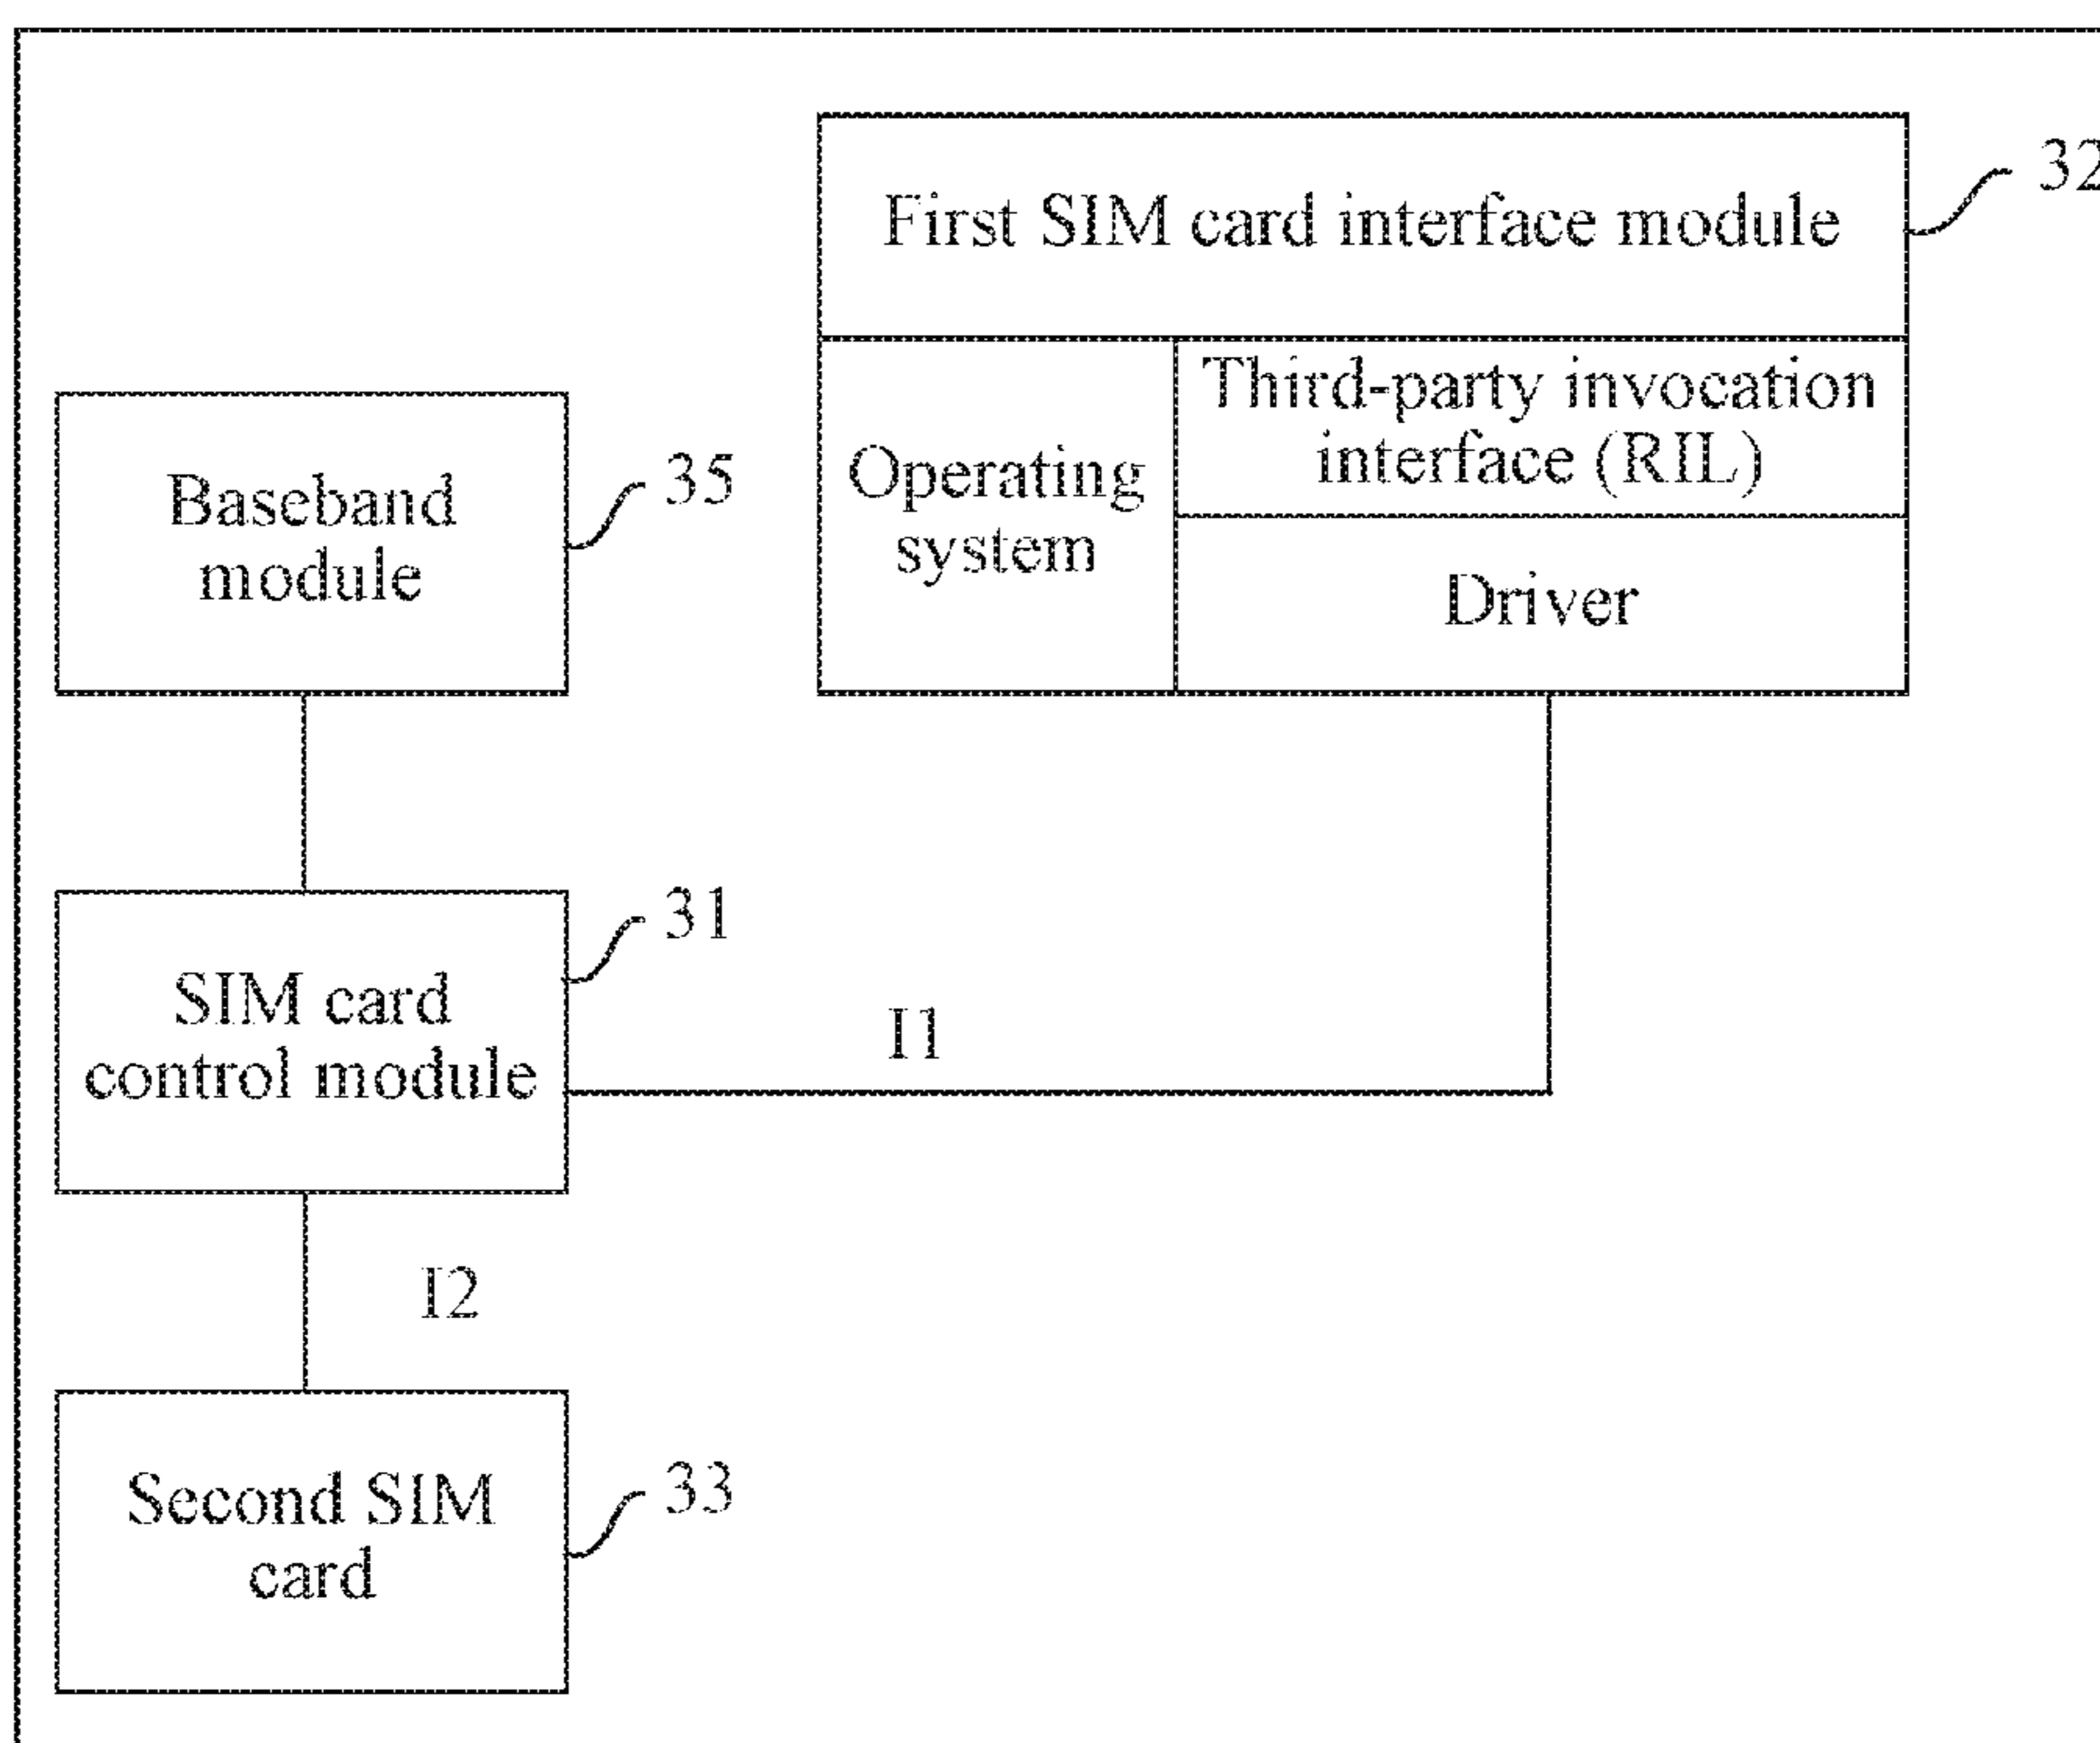 First SIM card interface module
32
Third-party invocation
interface (RIL)
Operating
system
Driver
Baseband
module
35
31
SIM card
control module
I1
I2
Second SIM
card
33